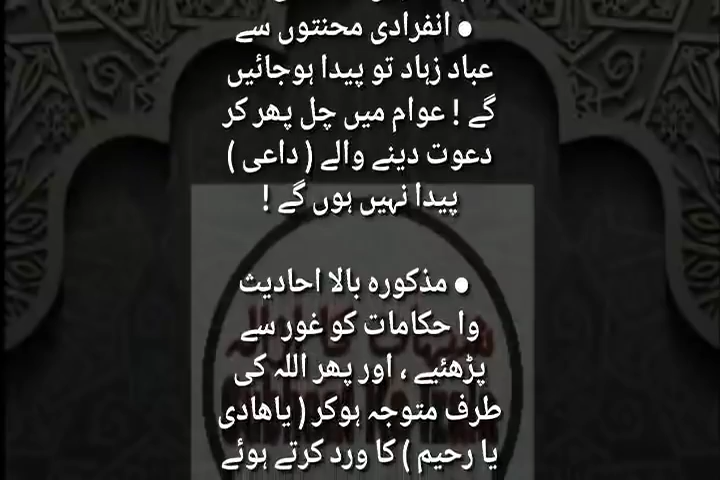 • انفرادی محنتوں سے
عباد زہاد تو پیدا ہوجائیں
گے ! عوام میں چل پھر کر
دعوت دینے والے ( داعی )
پیدا نہیں ہوں گے !
• مذکورہ بالا احادیث
وا حکامات کو غور سے
پڑھئیے ، اور پھر اللہ کی
طرف متوجہ ہوکر ( یاھادی
یا رحیم ) کا ورد کرتے ہوئے